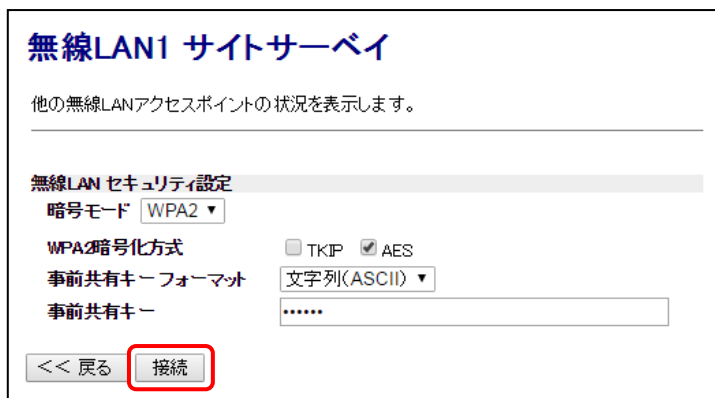 無線LAN1 サイトサーベイ
他の無線LANアクセスポイントの状況を表示します。
無線LAN セキュリティ設定
暗号モード WPA2 ▼
WPA2暗号化方式 TKIP AES
事前共有キー フォーマット 文字列(ASCII) ▼
事前共有キー ••••••
<< 戻る 接続